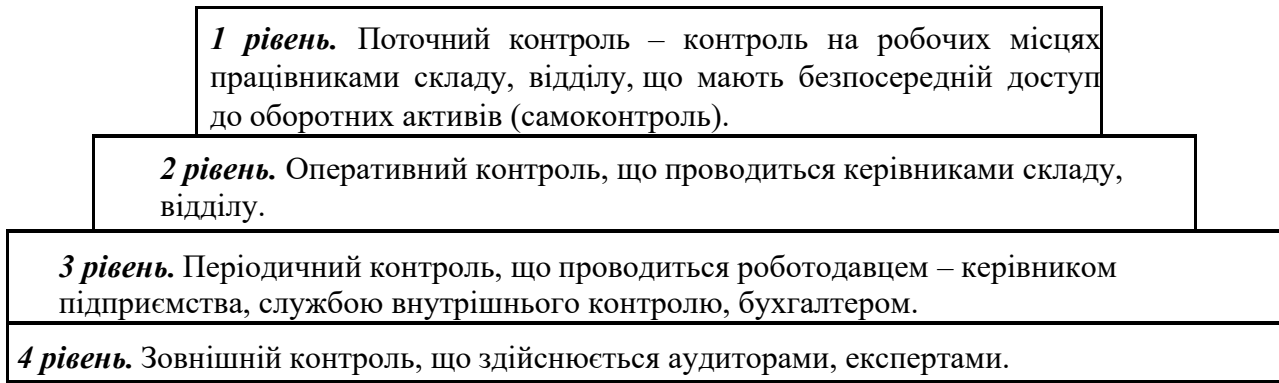 1 рівень. Поточний контроль – контроль на робочих місцях
працівниками складу, відділу, що мають безпосередній доступ
до оборотних активів (самоконтроль).
2 рівень. Оперативний контроль, що проводиться керівниками складу,
відділу.
3 рівень. Періодичний контроль, що проводиться роботодавцем – керівником
підприємства, службою внутрішнього контролю, бухгалтером.
4 рівень. Зовнішній контроль, що здійснюється аудиторами, експертами.